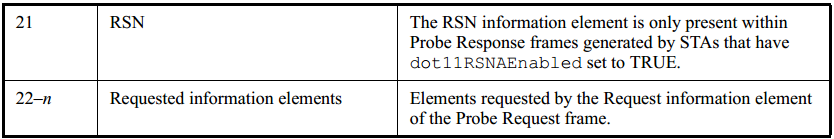 21 RSN The RSN information element is only present within
Probe Response frames generated by STAs that have
dot11RSNAEnabled set to TRUE.
22–n Requested information elements Elements requested by the Request information element
of the Probe Request frame.